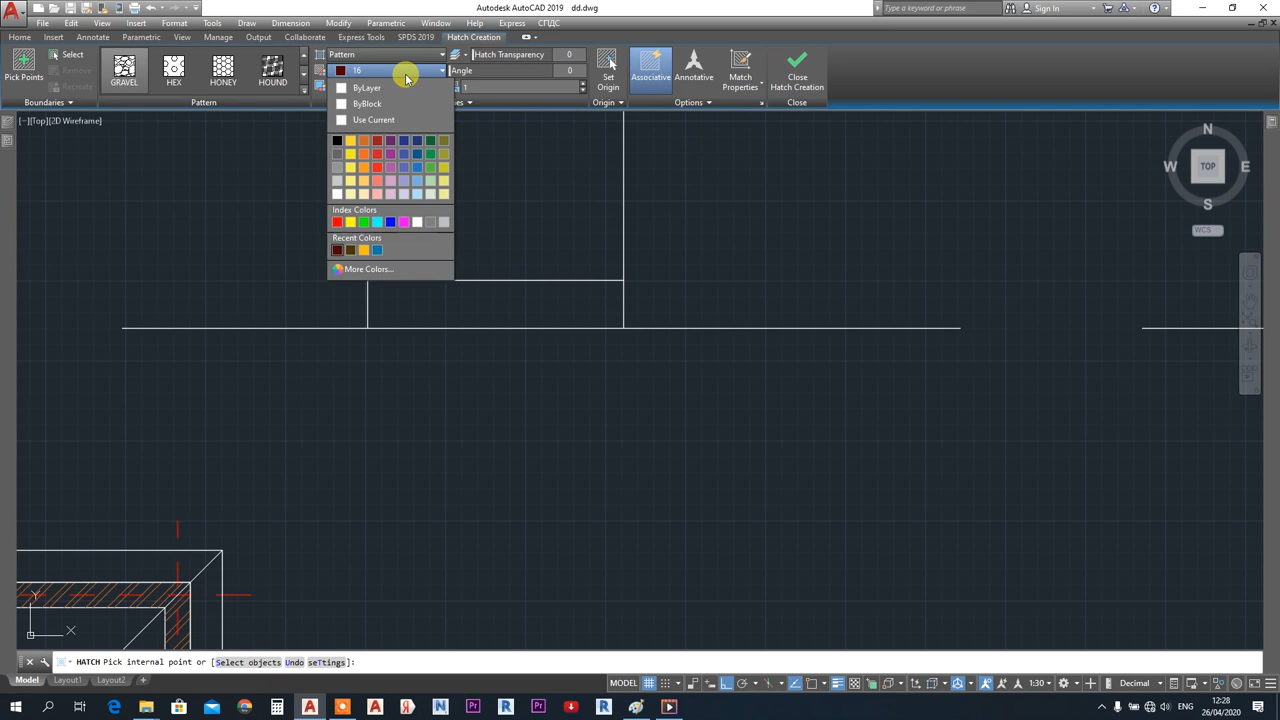 Autodesk AutoCAD 2019 dd.dwg
Type a keyword or phrase
Sign In
File Edit View Insert Format Tools Draw Dimension Modify Parametric Window Help Express СПДС
Home Insert Annotate Parametric View Manage Output Collaborate Express Tools SPDS 2019 Hatch Creation
Pick Points
Select
Remove
Recreate
Boundaries
GRAVEL HEX HONEY HOUND
Pattern
Pattern
Hatch Transparency 0
16
Angle 0
1
ByLayer
ByBlock
Use Current
Index Colors
Recent Colors
More Colors...
Set
Origin
Origin
Associative
Annotative
Match
Properties
Options
Close
Hatch Creation
Close
[−][Top][2D Wireframe]
N
W TOP E
S
WCS
Y
X
HATCH Pick internal point or [Select objects Undo seTtings]:
Model Layout1 Layout2 +
MODEL 1:30 Decimal
ENG 12:28
26/04/2020